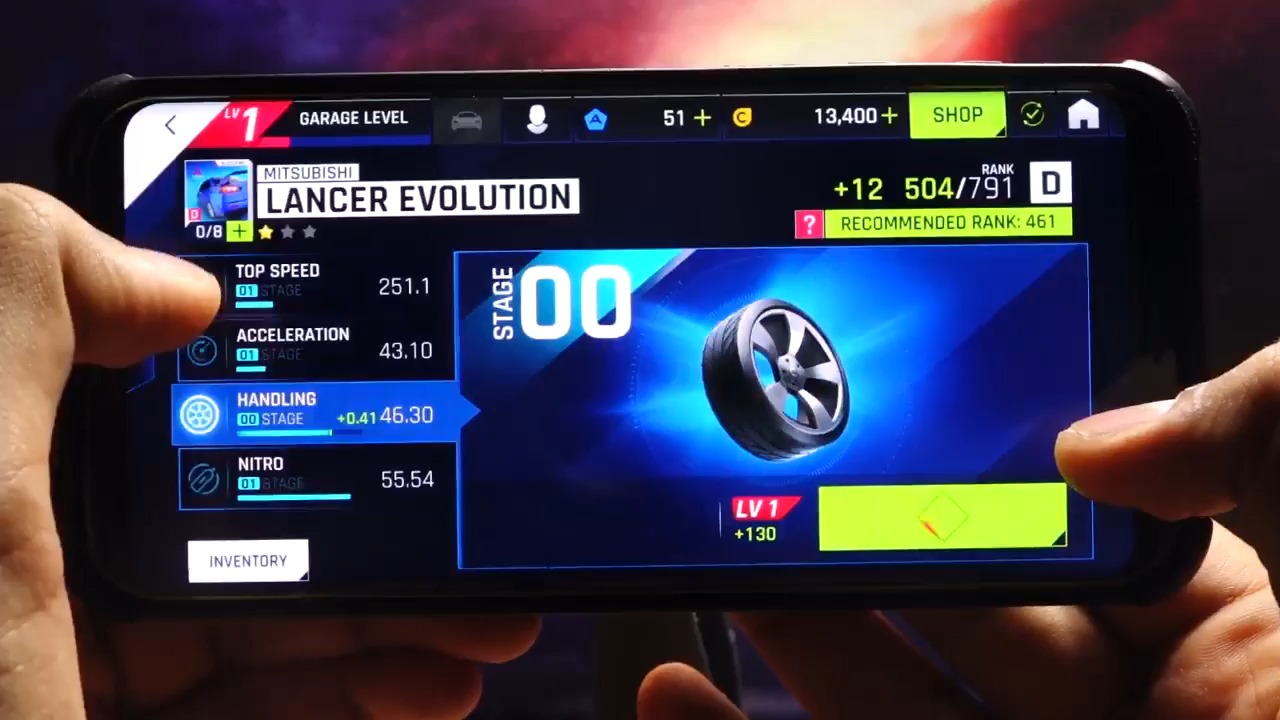 LV 1
GARAGE LEVEL
51 +
13,400 +
SHOP
MITSUBISHI
LANCER EVOLUTION
D
0/8 +
+12 504/791
RANK
D
? RECOMMENDED RANK: 461
TOP SPEED
01 STAGE
251.1
ACCELERATION
01 STAGE
43.10
HANDLING
00 STAGE
+0.41 46.30
NITRO
01 STAGE
55.54
INVENTORY
STAGE 00
LV 1
+130